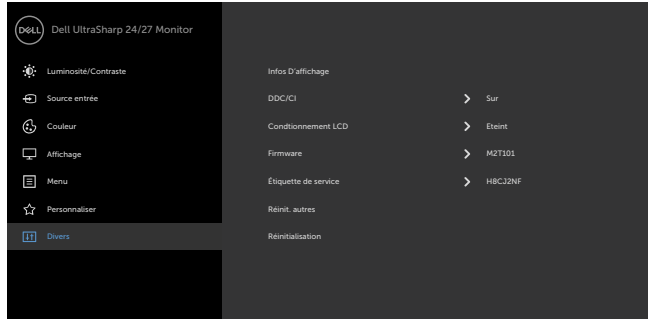 DELL Dell UltraSharp 24/27 Monitor
Luminosité/Contraste
Source entrée
Couleur
Affichage
Menu
Personnaliser
Divers
Infos D'affichage
DDC/CI > Sur
Condtionnement LCD > Eteint
Firmware > M2T101
Étiquette de service > H8CJ2NF
Réinit. autres
Réinitialisation